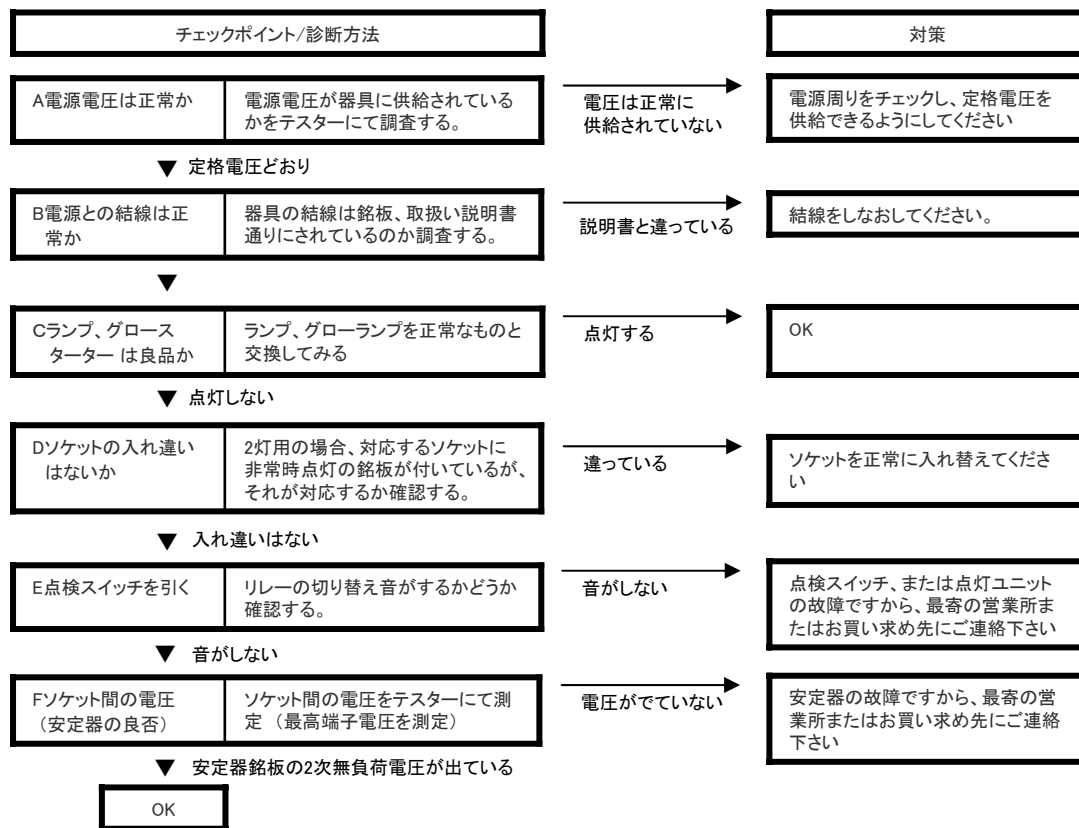 チェックポイント/診断方法
対策
A電源電圧は正常か
電源電圧が器具に供給されている
かをテスターにて調査する。
電圧は正常に
供給されていない
電源周りをチェックし、定格電圧を
供給できるようにしてください
▼ 定格電圧どおり
B電源との結線は正
常か
器具の結線は銘板、取扱い説明書
通りにされているのか調査する。
説明書と違っている
結線をしなおしてください。
▼
Cランプ、グロース
ターター は良品か
ランプ、グローランプを正常なものと
交換してみる
点灯する
OK
▼ 点灯しない
Dソケットの入れ違い
はないか
2灯用の場合、対応するソケットに
非常時点灯の銘板が付いているが、
それが対応するか確認する。
違っている
ソケットを正常に入れ替えてくださ
い
▼ 入れ違いはない
E点検スイッチを引く
リレーの切り替え音がするかどうか
確認する。
音がしない
点検スイッチ、または点灯ユニット
の故障ですから、最寄の営業所ま
たはお買い求め先にご連絡下さい
▼ 音がしない
Fソケット間の電圧
（安定器の良否）
ソケット間の電圧をテスターにて測
定 （最高端子電圧を測定）
電圧がでていない
安定器の故障ですから、最寄の営
業所またはお買い求め先にご連絡
下さい
▼ 安定器銘板の2次無負荷電圧が出ている
OK